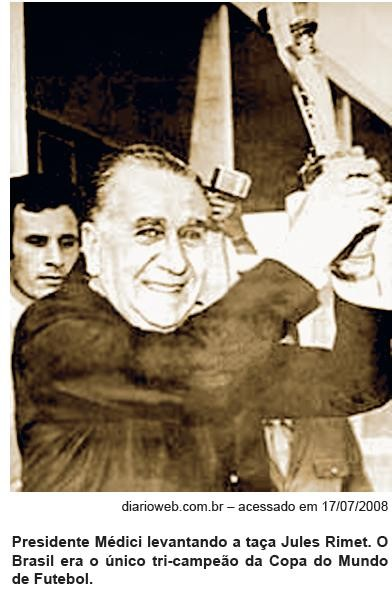 diarioweb.com.br – acessado em 17/07/2008
Presidente Médici levantando a taça Jules Rimet. O
Brasil era o único tri-campeão da Copa do Mundo
de Futebol.